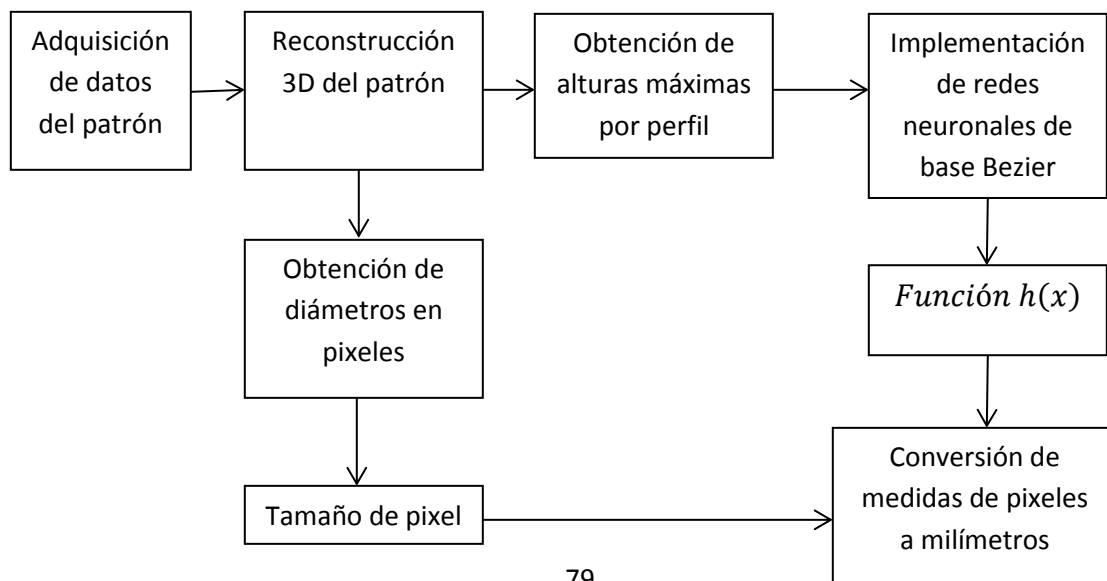 Adquisición
de datos
del patrón
Reconstrucción
3D del patrón
Obtención de
alturas máximas
por perfil
Implementación
de redes
neuronales de
base Bezier
Obtención de
diámetros en
pixeles
Función h(x)
Tamaño de pixel
Conversión de
medidas de pixeles
a milímetros
79